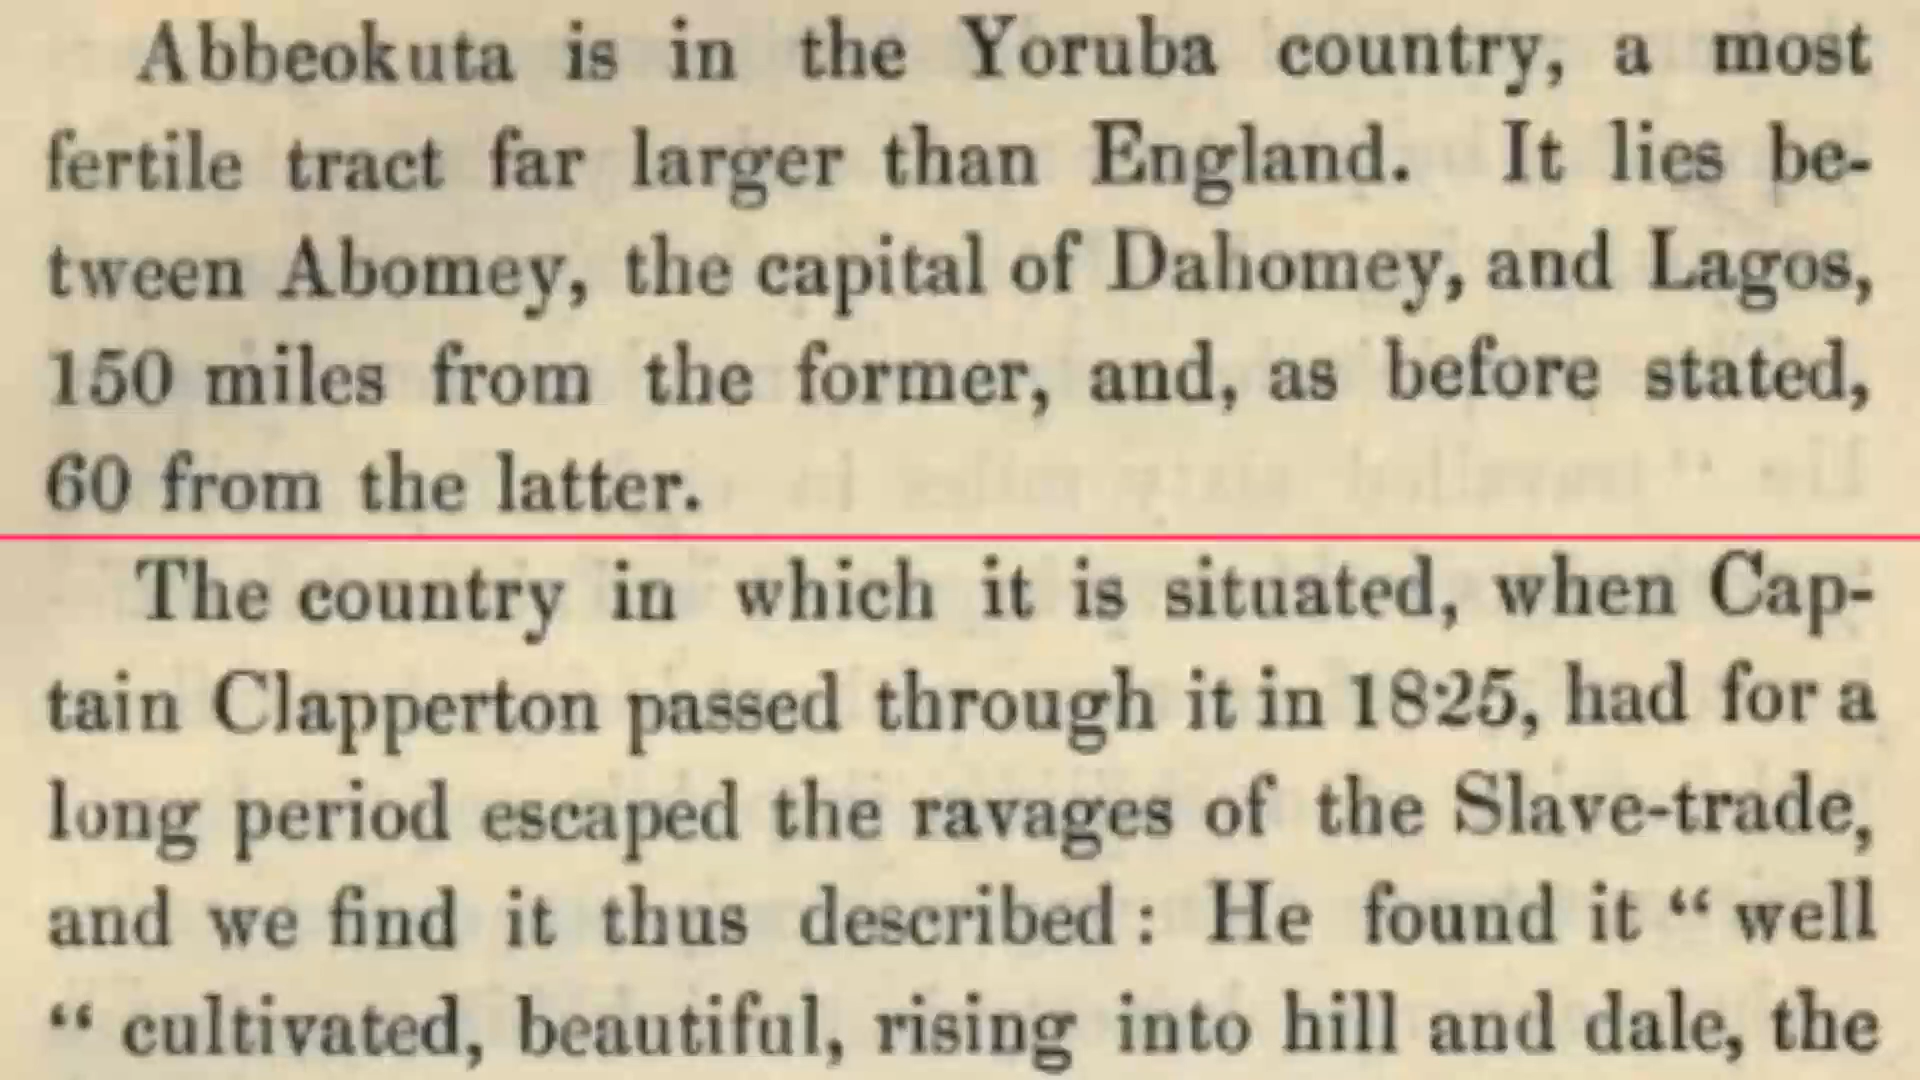 Abbeokuta is in the Yoruba country, a most
fertile tract far larger than England. It lies be-
tween Abomey, the capital of Dahomey, and Lagos,
150 miles from the former, and, as before stated,
60 from the latter.
The country in which it is situated, when Cap-
tain Clapperton passed through it in 1825, had for a
long period escaped the ravages of the Slave-trade,
and we find it thus described : He found it “ well
“ cultivated, beautiful, rising into hill and dale, the